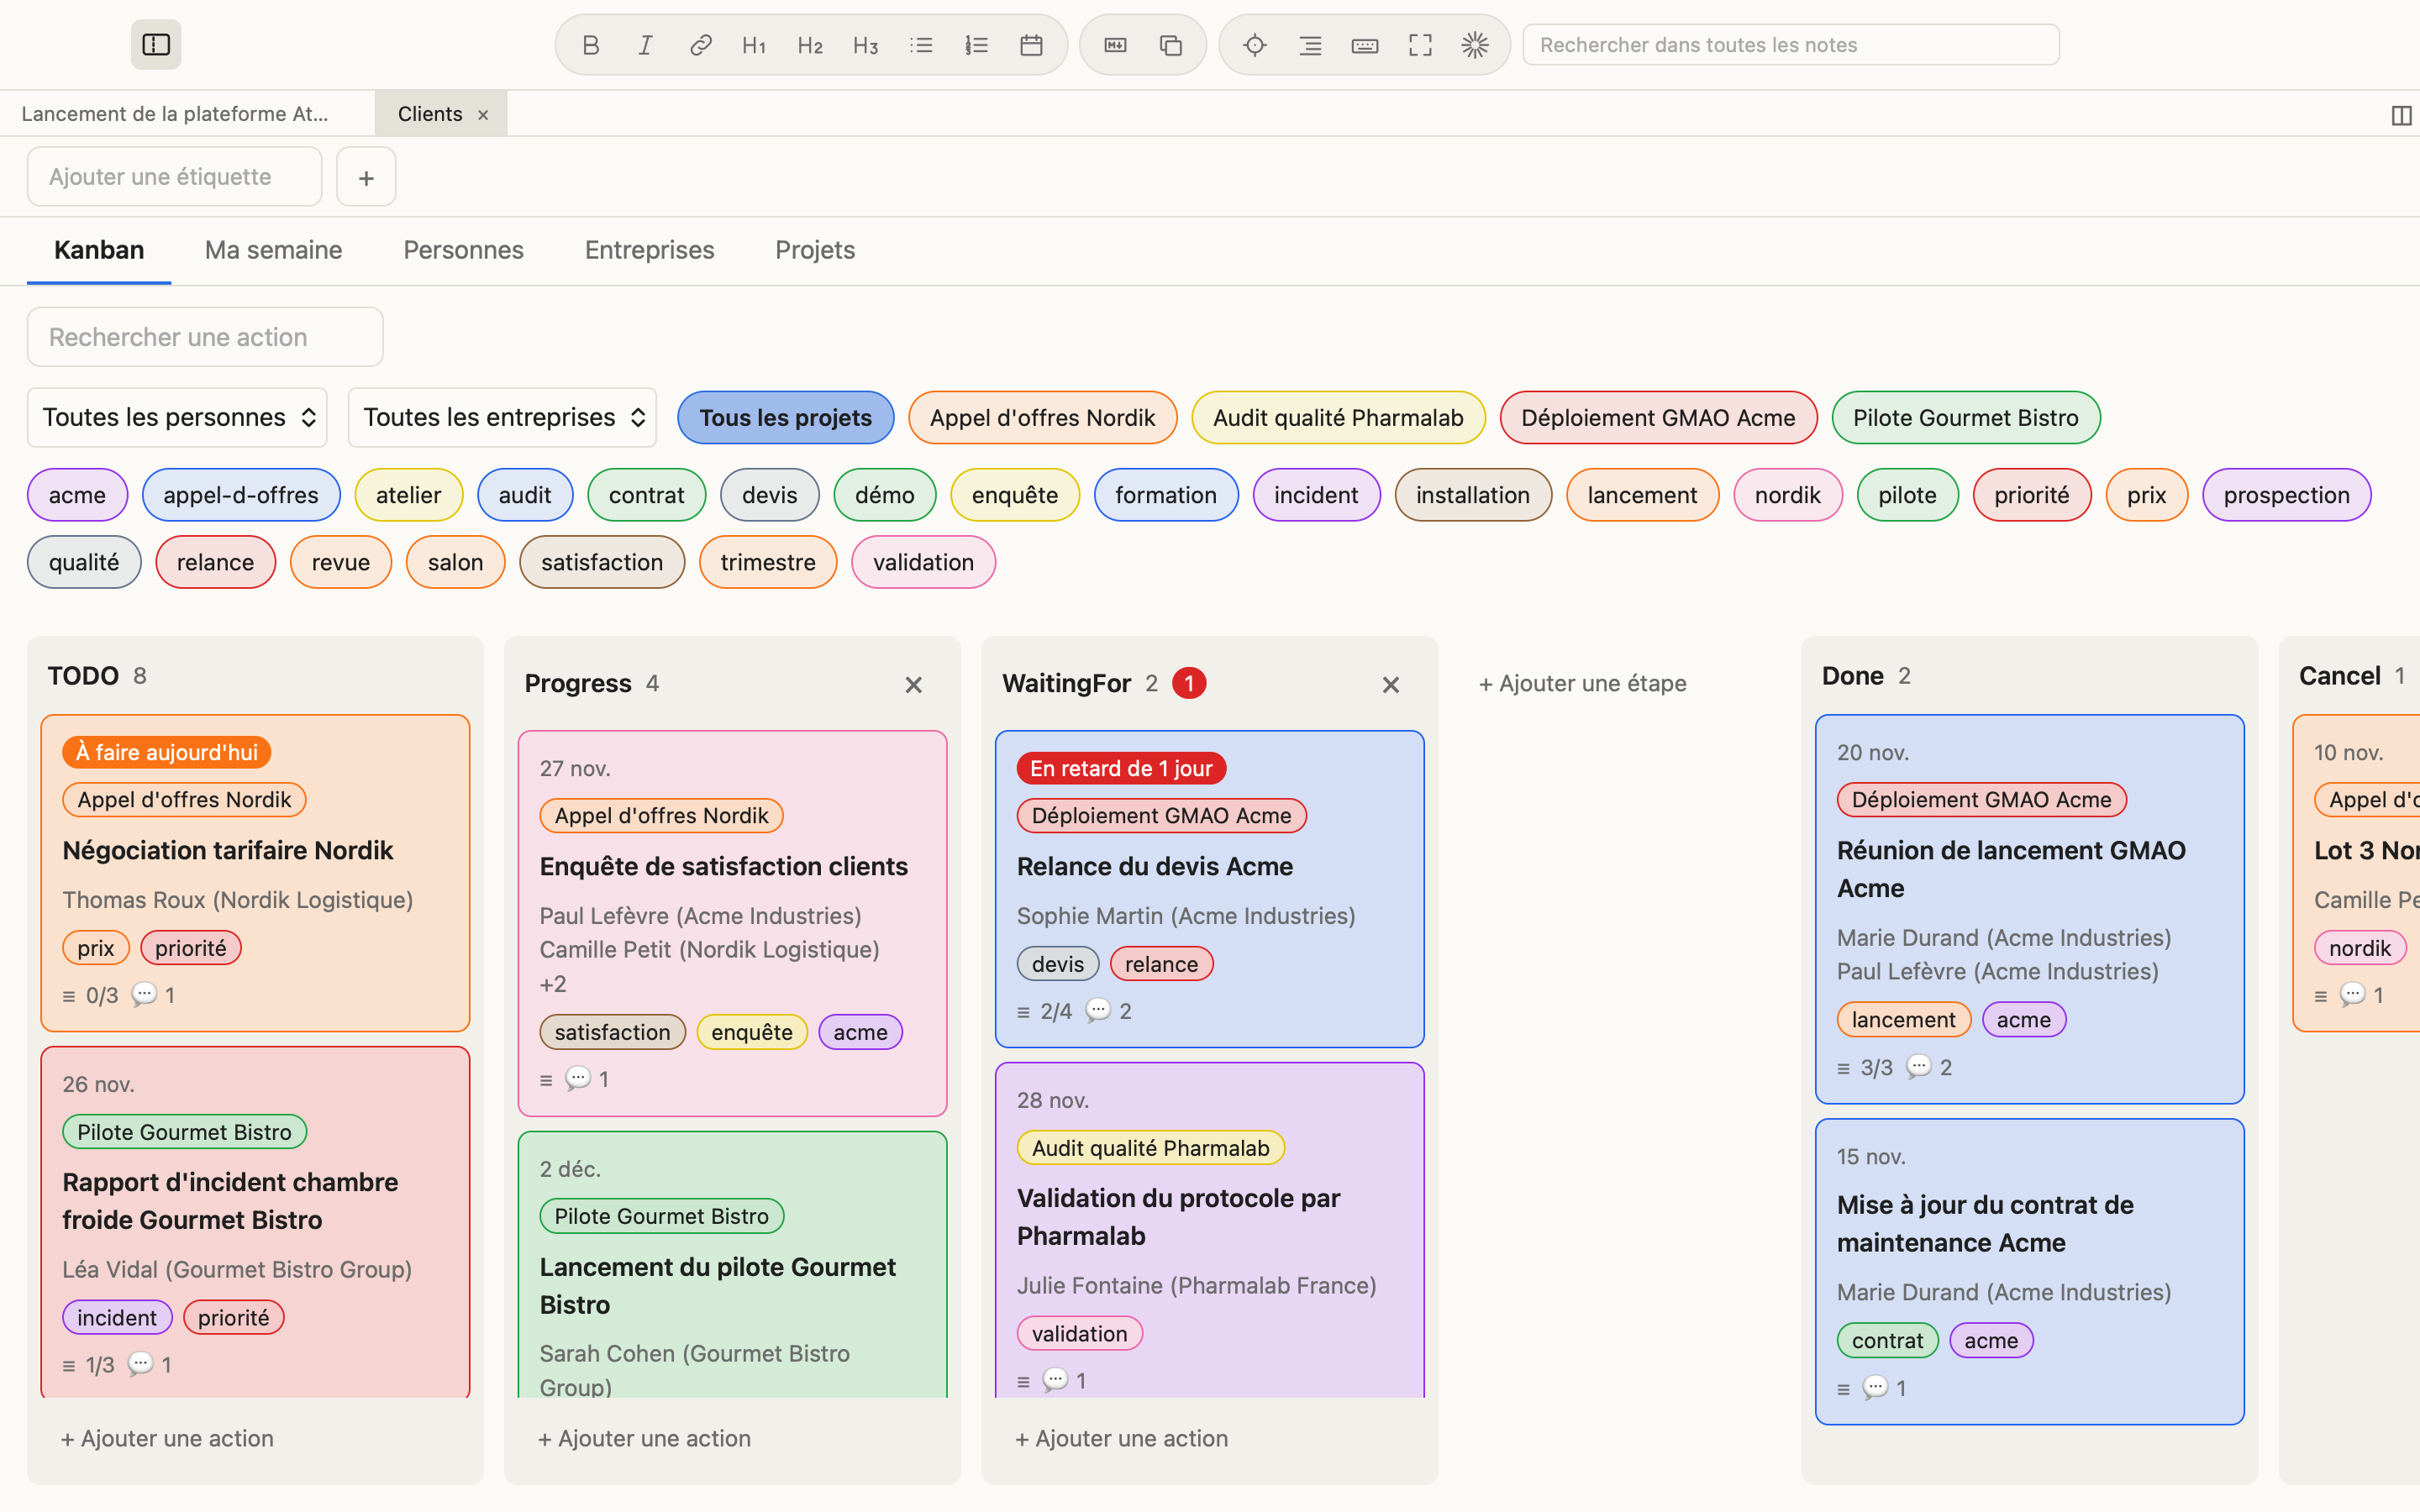 B I H1 H2 H3 Rechercher dans toutes les notes
Lancement de la plateforme At... Clients ×
Ajouter une étiquette +
Kanban Ma semaine Personnes Entreprises Projets
Rechercher une action
Toutes les personnes Toutes les entreprises Tous les projets Appel d'offres Nordik Audit qualité Pharmalab Déploiement GMAO Acme Pilote Gourmet Bistro
acme appel-d-offres atelier audit contrat devis démo enquête formation incident installation lancement nordik pilote priorité prix prospection
qualité relance revue salon satisfaction trimestre validation
TODO 8
À faire aujourd'hui
Appel d'offres Nordik
Négociation tarifaire Nordik
Thomas Roux (Nordik Logistique)
prix priorité
≡ 0/3 💬 1
26 nov.
Pilote Gourmet Bistro
Rapport d'incident chambre
froide Gourmet Bistro
Léa Vidal (Gourmet Bistro Group)
incident priorité
≡ 1/3 💬 1
+ Ajouter une action
Progress 4 ×
27 nov.
Appel d'offres Nordik
Enquête de satisfaction clients
Paul Lefèvre (Acme Industries)
Camille Petit (Nordik Logistique)
+2
satisfaction enquête acme
≡ 💬 1
2 déc.
Pilote Gourmet Bistro
Lancement du pilote Gourmet
Bistro
Sarah Cohen (Gourmet Bistro
Group)
+ Ajouter une action
WaitingFor 2 1 ×
En retard de 1 jour
Déploiement GMAO Acme
Relance du devis Acme
Sophie Martin (Acme Industries)
devis relance
≡ 2/4 💬 2
28 nov.
Audit qualité Pharmalab
Validation du protocole par
Pharmalab
Julie Fontaine (Pharmalab France)
validation
≡ 💬 1
+ Ajouter une action
+ Ajouter une étape
Done 2
20 nov.
Déploiement GMAO Acme
Réunion de lancement GMAO
Acme
Marie Durand (Acme Industries)
Paul Lefèvre (Acme Industries)
lancement acme
≡ 3/3 💬 2
15 nov.
Mise à jour du contrat de
maintenance Acme
Marie Durand (Acme Industries)
contrat acme
≡ 💬 1
Cancel 1
10 nov.
Appel d'o
Lot 3 Nor
Camille Pe
nordik
≡ 💬 1